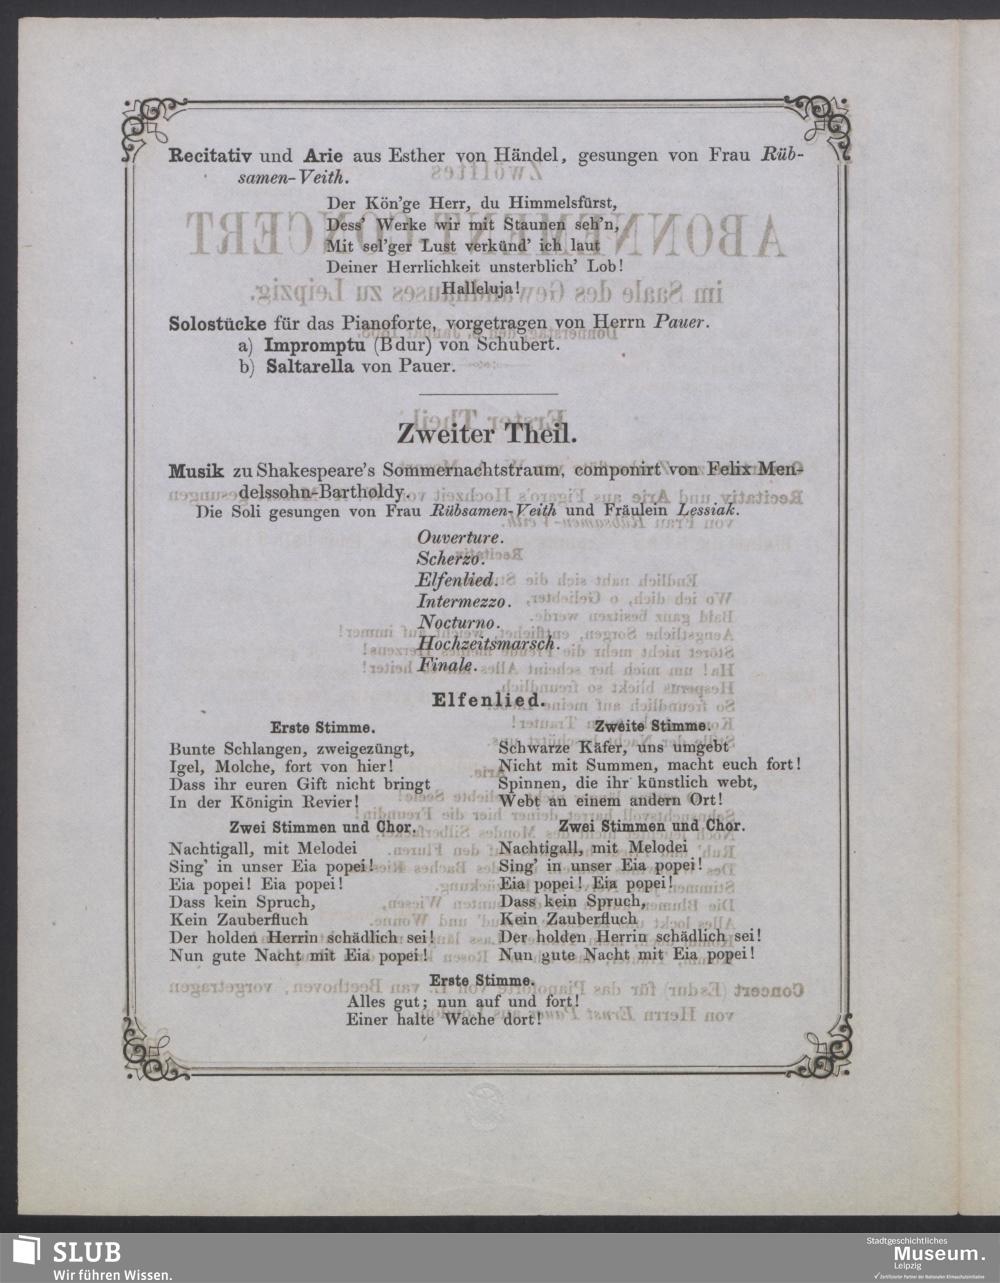 Recitativ und Arie aus Esther von Händel, gesungen von Frau Rüb-
samen-Veith.
Der Kön'ge Herr, du Himmelsfürst,
Dess' Werke wir mit Staunen seh'n,
Mit sel'ger Lust verkünd' ich laut
Deiner Herrlichkeit unsterblich' Lob!
Halleluja!
Solostücke für das Pianoforte, vorgetragen von Herrn Pauer.
a) Impromptu (Bdur) von Schubert.
b) Saltarella von Pauer.
Zweiter Theil.
Musik zu Shakespeare's Sommernachtstraum, componirt von Felix Men-
delssohn-Bartholdy.
Die Soli gesungen von Frau Rübsamen-Veith und Fräulein Lessiak.
Ouverture.
Scherzo.
Elfenlied.
Intermezzo.
Nocturno.
Hochzeitsmarsch.
Finale.
Elfenlied.
Erste Stimme.
Bunte Schlangen, zweigezüngt,
Igel, Molche, fort von hier!
Dass ihr euren Gift nicht bringt
In der Königin Revier!
Zwei Stimmen und Chor.
Nachtigall, mit Melodei
Sing' in unser Eia popei!
Eia popei! Eia popei!
Dass kein Spruch,
Kein Zauberfluch
Der holden Herrin schädlich sei!
Nun gute Nacht mit Eia popei!
Zweite Stimme.
Schwarze Käfer, uns umgebt
Nicht mit Summen, macht euch fort!
Spinnen, die ihr künstlich webt,
Webt an einem andern Ort!
Zwei Stimmen und Chor.
Nachtigall, mit Melodei
Sing' in unser Eia popei!
Eia popei! Eia popei!
Dass kein Spruch,
Kein Zauberfluch
Der holden Herrin schädlich sei!
Nun gute Nacht mit Eia popei!
Erste Stimme.
Alles gut; nun auf und fort!
Einer halte Wache dort!
SLUB
Wir führen Wissen.
Stadtgeschichtliches
Museum.
Leipzig
Zertifizierter Partner der Nationalen Klimaschutzinitiative